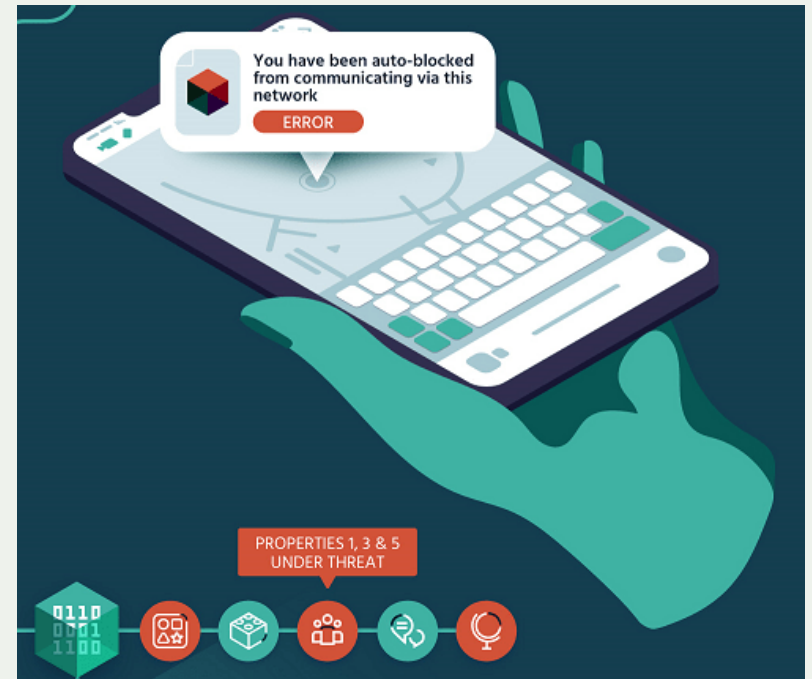 You have been auto-blocked
from communicating via this
network
ERROR
PROPERTIES 1, 3 & 5
UNDER THREAT
0110
0001
1100